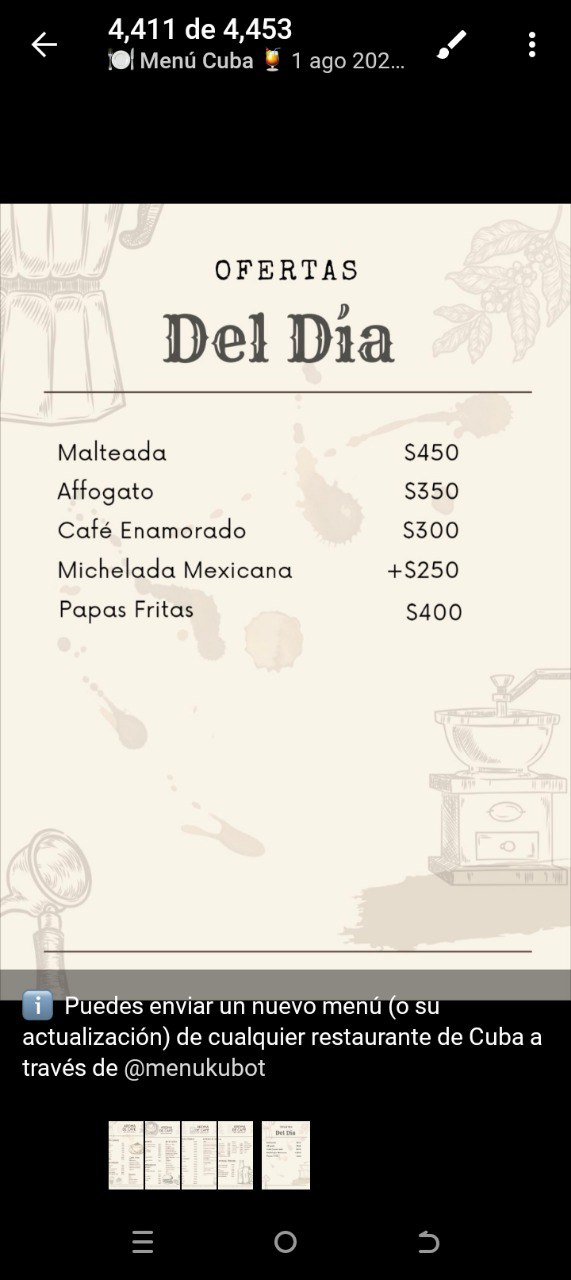 4,411 de 4,453
🍽️ Menú Cuba 🍹 1 ago 202...
OFERTAS
Del Día
Malteada $450
Affogato $350
Café Enamorado $300
Michelada Mexicana +$250
Papas Fritas $400
ℹ️ Puedes enviar un nuevo menú (o su
actualización) de cualquier restaurante de Cuba a
través de @menukubot